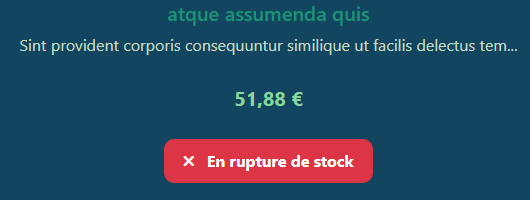 atque assumenda quis
Sint provident corporis consequuntur similique ut facilis delectus tem...
51,88 €
✕ En rupture de stock